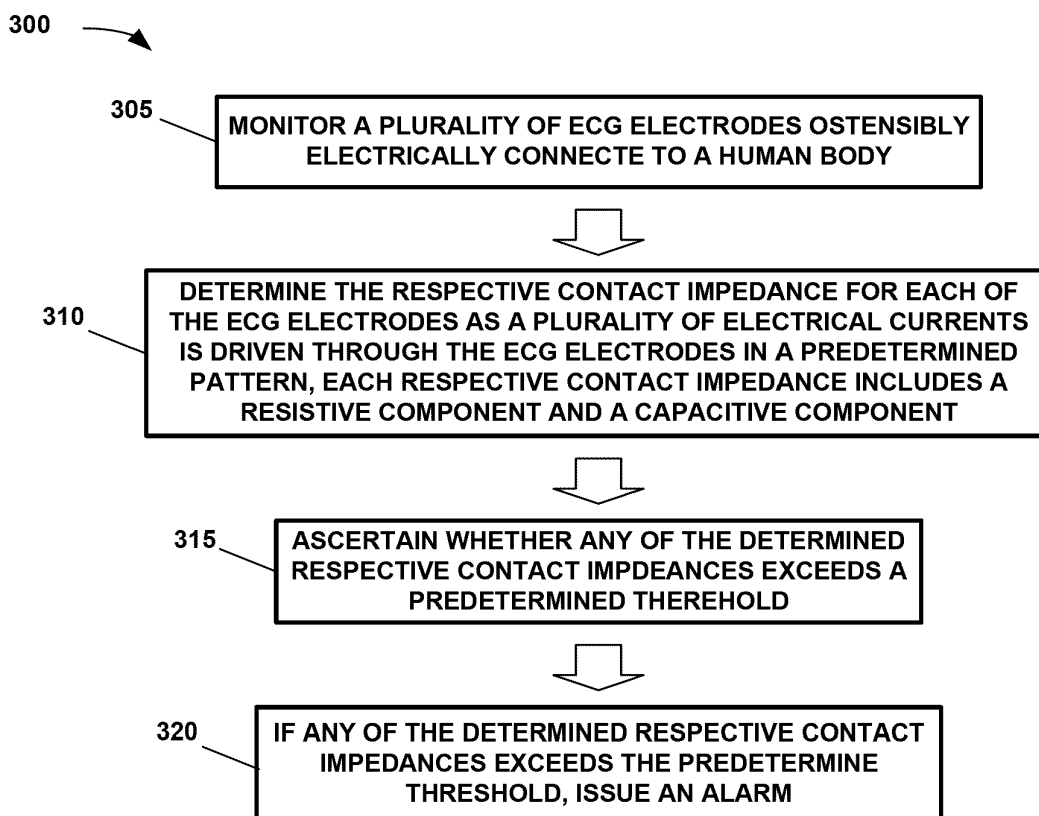 300
305
MONITOR A PLURALITY OF ECG ELECTRODES OSTENSIBLY
ELECTRICALLY CONNECTE TO A HUMAN BODY
310
DETERMINE THE RESPECTIVE CONTACT IMPEDANCE FOR EACH OF
THE ECG ELECTRODES AS A PLURALITY OF ELECTRICAL CURRENTS
IS DRIVEN THROUGH THE ECG ELECTRODES IN A PREDETERMINED
PATTERN, EACH RESPECTIVE CONTACT IMPEDANCE INCLUDES A
RESISTIVE COMPONENT AND A CAPACITIVE COMPONENT
315
ASCERTAIN WHETHER ANY OF THE DETERMINED
RESPECTIVE CONTACT IMPDEANCES EXCEEDS A
PREDETERMINED THEREHOLD
320
IF ANY OF THE DETERMINED RESPECTIVE CONTACT
IMPEDANCES EXCEEDS THE PREDETERMINE
THRESHOLD, ISSUE AN ALARM